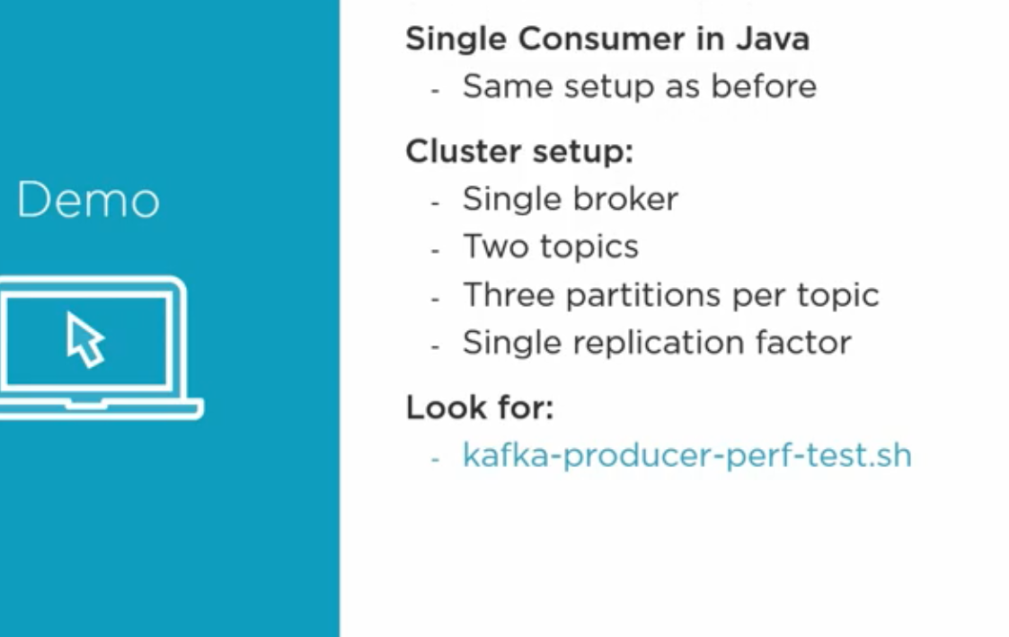 Demo
Single Consumer in Java
- Same setup as before
Cluster setup:
- Single broker
- Two topics
- Three partitions per topic
- Single replication factor
Look for:
- kafka-producer-perf-test.sh